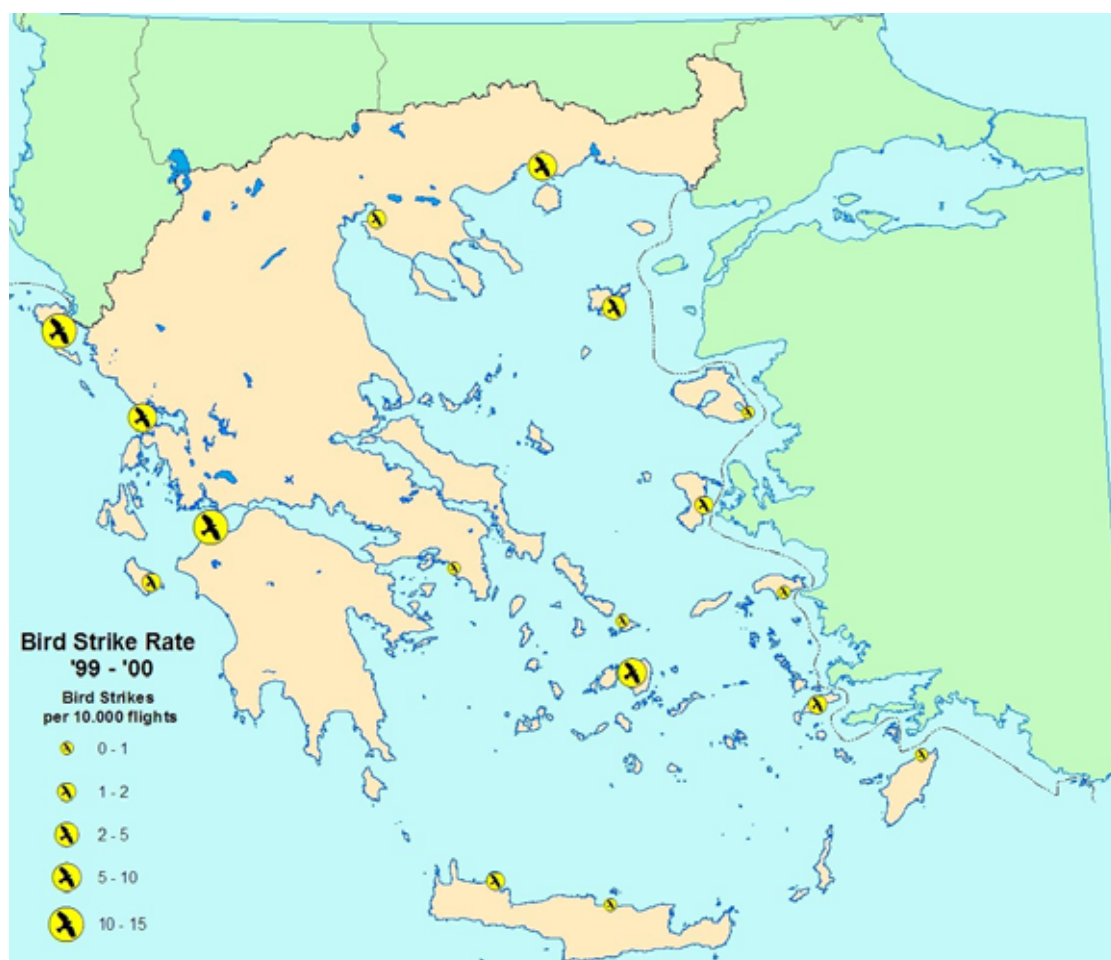 Bird Strike Rate
'99 - '00
Bird Strikes
per 10.000 flights
0 - 1
1 - 2
2 - 5
5 - 10
10 - 15